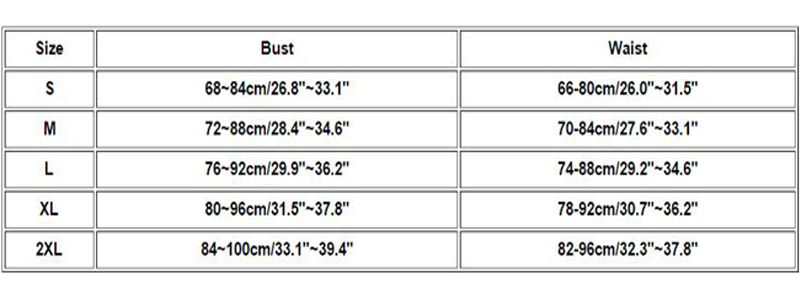 Size Bust Waist
S 68~84cm/26.8"~33.1" 66-80cm/26.0"~31.5"
M 72~88cm/28.4"~34.6" 70-84cm/27.6"~33.1"
L 76~92cm/29.9"~36.2" 74-88cm/29.2"~34.6"
XL 80~96cm/31.5"~37.8" 78-92cm/30.7"~36.2"
2XL 84~100cm/33.1"~39.4" 82-96cm/32.3"~37.8"